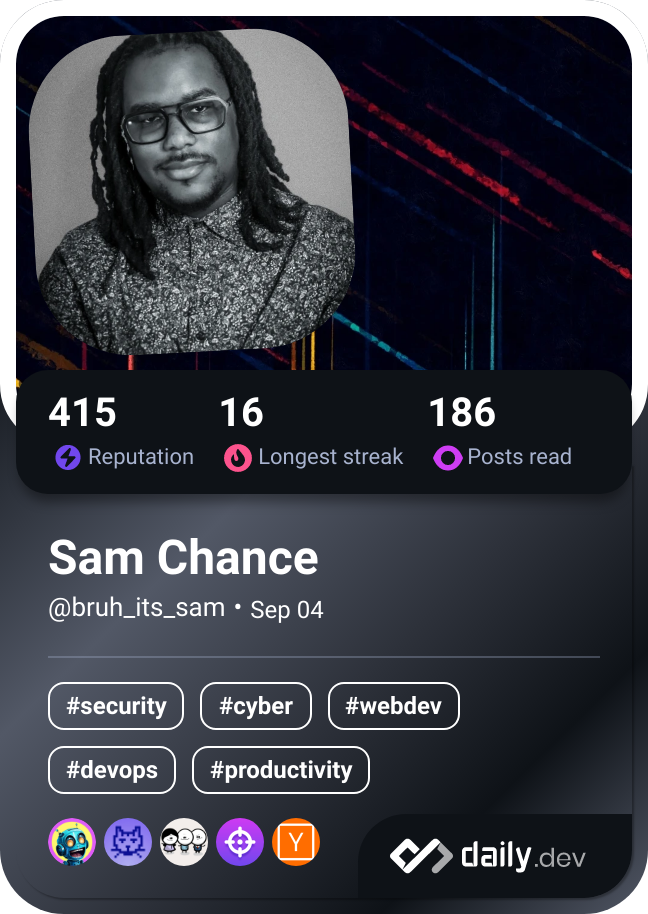 415 16 186
Reputation Longest streak Posts read
Sam Chance
@bruh_its_sam • Sep 04
#security #cyber #webdev
#devops #productivity
Y
daily.dev